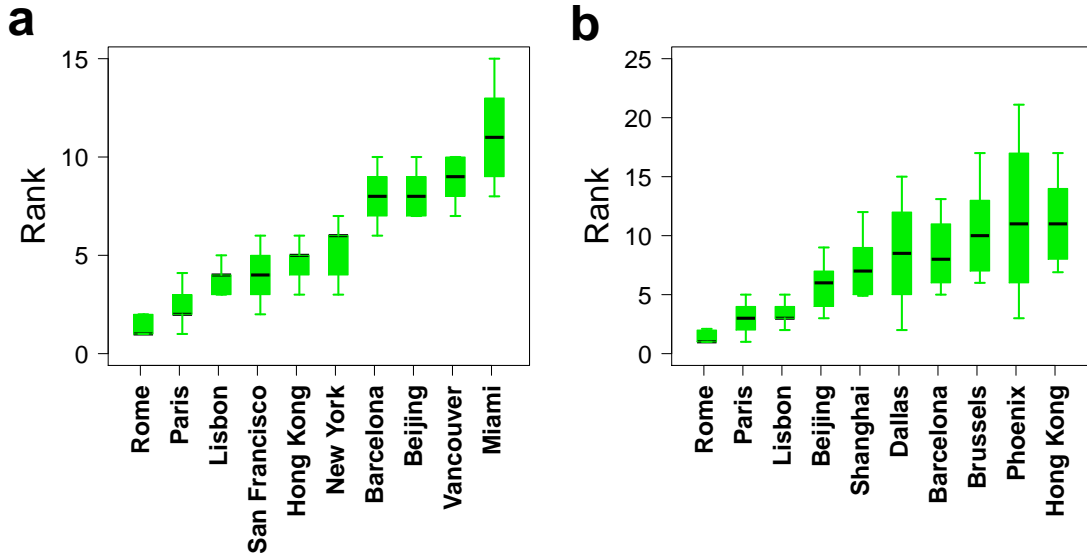 a
Rank
15
10
5
0
Rome
Paris
Lisbon
San Francisco
Hong Kong
New York
Barcelona
Beijing
Vancouver
Miami
b
Rank
25
20
15
10
5
0
Rome
Paris
Lisbon
Beijing
Shanghai
Dallas
Barcelona
Brussels
Phoenix
Hong Kong